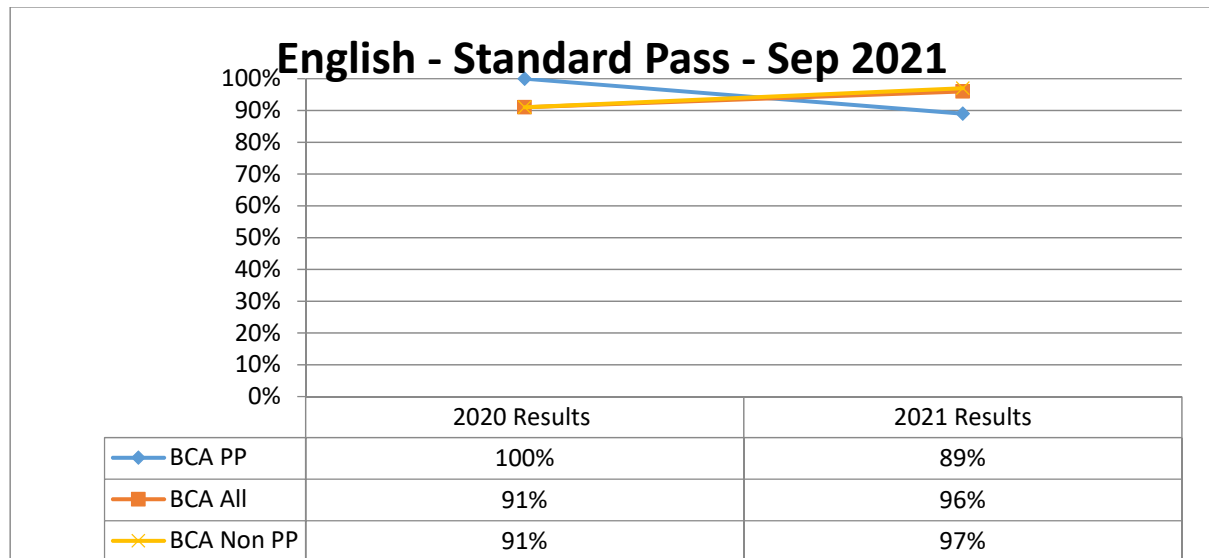 English - Standard Pass - Sep 2021
100%
90%
80%
70%
60%
50%
40%
30%
20%
10%
0%
2020 Results 2021 Results
BCA PP 100% 89%
BCA All 91% 96%
BCA Non PP 91% 97%